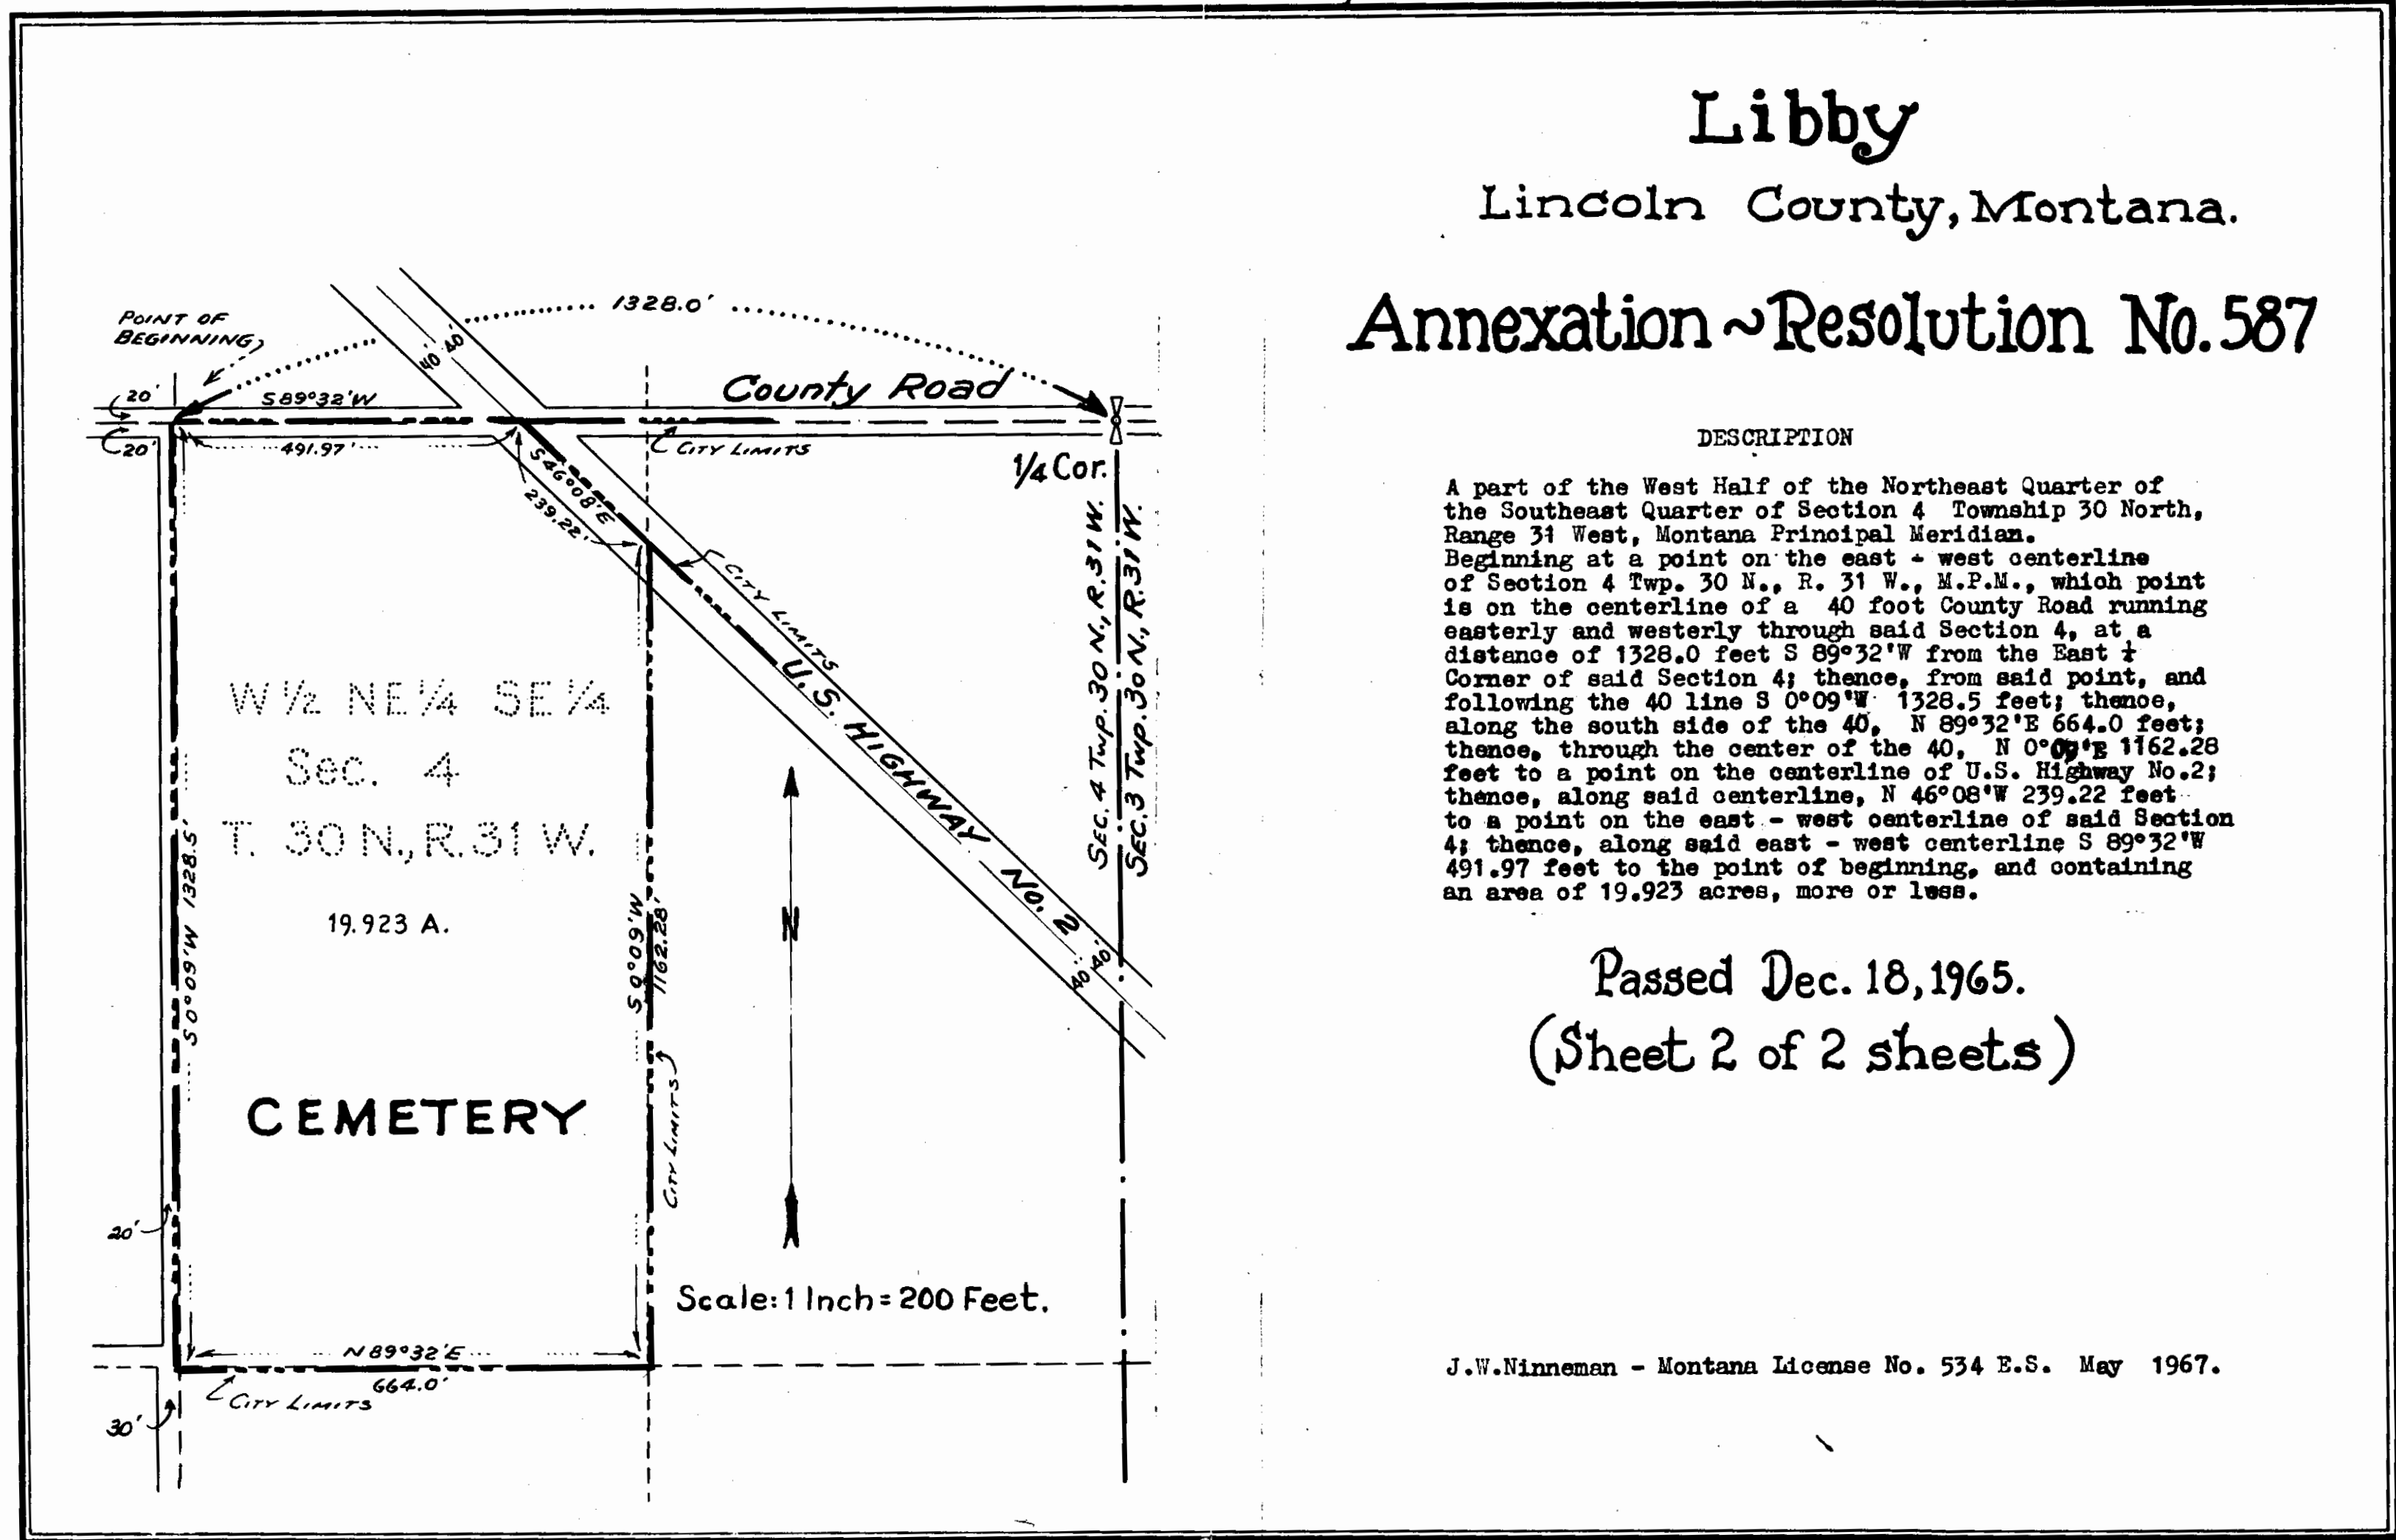 Libby
Lincoln County, Montana.
Annexation ~ Resolution No. 587
DESCRIPTION
A part of the West Half of the Northeast Quarter of
the Southeast Quarter of Section 4 Township 30 North,
Range 31 West, Montana Principal Meridian.
Beginning at a point on the east - west centerline
of Section 4 Twp. 30 N., R. 31 W., M.P.M., which point
is on the centerline of a 40 foot County Road running
easterly and westerly through said Section 4, at a
distance of 1328.0 feet S 89°32'W from the East ¼
Corner of said Section 4; thence, from said point, and
following the 40 line S 0°09'W 1328.5 feet; thence,
along the south side of the 40, N 89°32'E 664.0 feet;
thence, through the center of the 40, N 0°09'E 1162.28
feet to a point on the centerline of U.S. Highway No.2;
thence, along said centerline, N 46°08'W 239.22 feet
to a point on the east - west centerline of said Section
4; thence, along said east - west centerline S 89°32'W
491.97 feet to the point of beginning, and containing
an area of 19.923 acres, more or less.
Passed Dec. 18, 1965.
(Sheet 2 of 2 sheets)
J.W.Ninneman - Montana License No. 534 E.S. May 1967.
1328.0'
POINT OF
BEGINNING
40' 40'
20'
S89°32'W
County Road
20'
491.97'
CITY LIMITS
1/4 Cor.
S46°08'E
239.22'
CITY LIMITS
SEC. 4 Twp. 30 N., R. 31 W.
SEC. 3 Twp. 30 N., R. 31 W.
U.S. HIGHWAY No. 2
40' 40'
W 1/2 NE 1/4 SE 1/4
Sec. 4
T. 30 N., R. 31 W.
19.923 A.
S0°09'W 1328.5'
S0°09'W
1162.28'
N
CEMETERY
CITY LIMITS
20'
Scale: 1 Inch = 200 Feet.
N89°32'E
664.0'
CITY LIMITS
30'